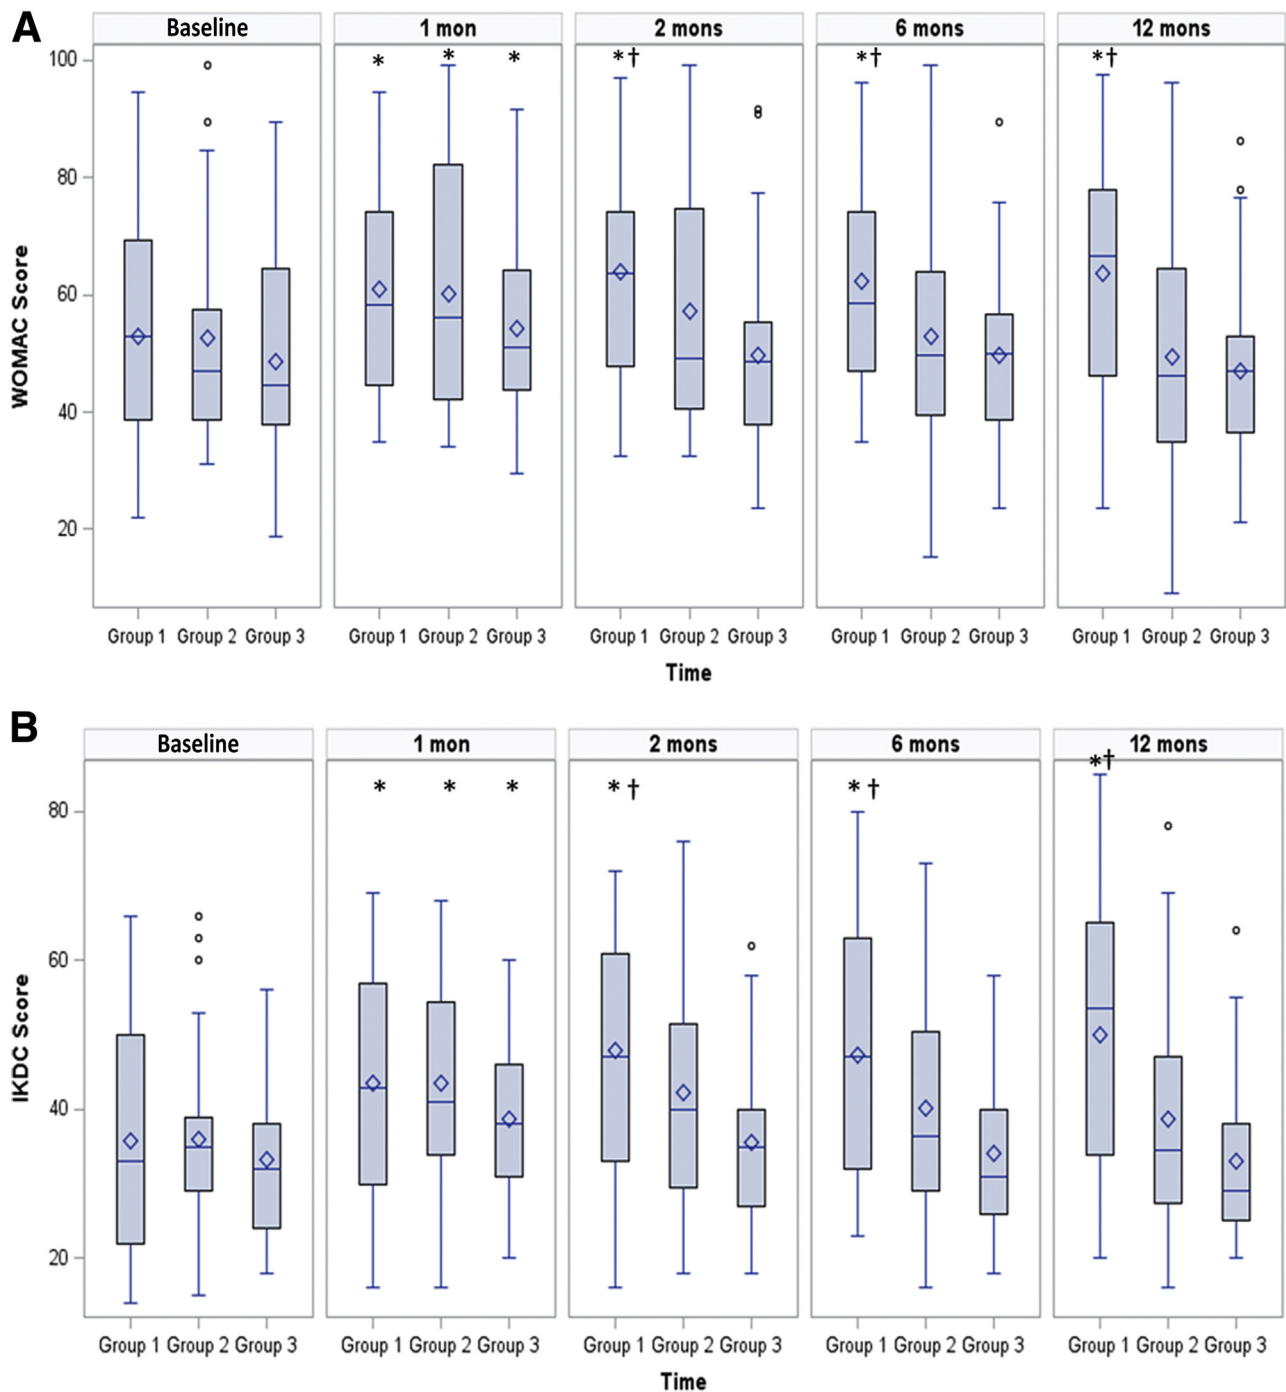 A
Baseline 1 mon 2 mons 6 mons 12 mons
* * * *† *† *†
100
80
60
40
20
WOMAC Score
Group 1 Group 2 Group 3 Group 1 Group 2 Group 3 Group 1 Group 2 Group 3 Group 1 Group 2 Group 3 Group 1 Group 2 Group 3
Time
B
Baseline 1 mon 2 mons 6 mons 12 mons
* * * * † * † *†
80
60
40
20
IKDC Score
Group 1 Group 2 Group 3 Group 1 Group 2 Group 3 Group 1 Group 2 Group 3 Group 1 Group 2 Group 3 Group 1 Group 2 Group 3
Time